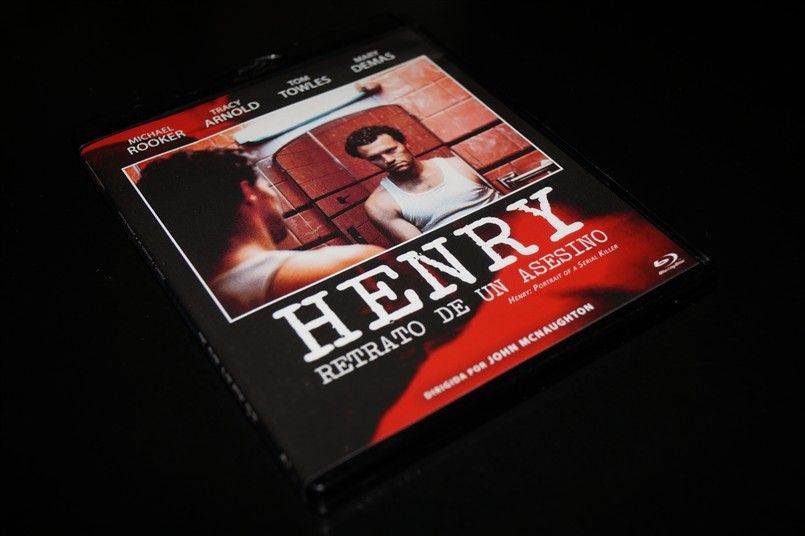 MICHAEL
ROOKER
TRACY
ARNOLD
TOM
TOWLES
MARY
DEMAS
HENRY
RETRATO DE UN ASESINO
HENRY: PORTRAIT OF A SERIAL KILLER
DIRIGIDA POR JOHN MCNAUGHTON